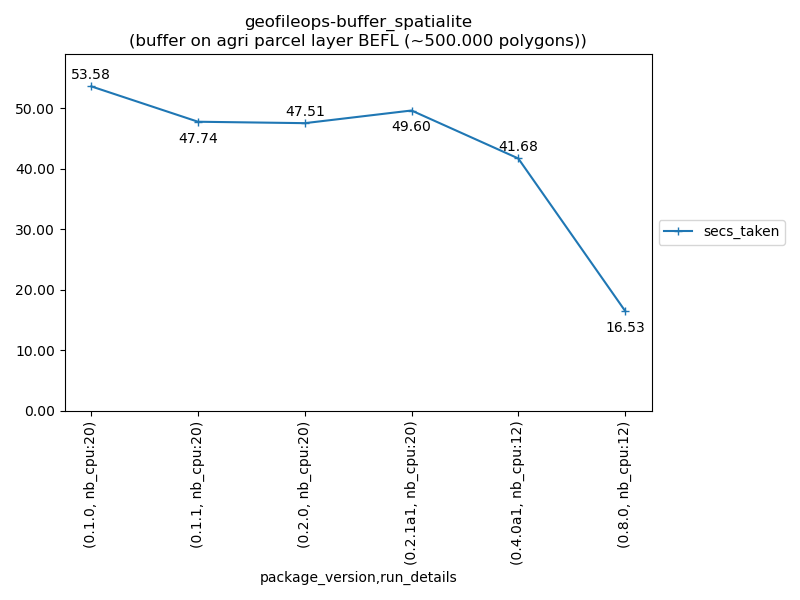 geofileops-buffer_spatialite
(buffer on agri parcel layer BEFL (~500.000 polygons))
53.58
47.74
47.51
49.60
41.68
16.53
50.00
40.00
30.00
20.00
10.00
0.00
secs_taken
(0.1.0, nb_cpu:20)
(0.1.1, nb_cpu:20)
(0.2.0, nb_cpu:20)
(0.2.1a1, nb_cpu:20)
(0.4.0a1, nb_cpu:12)
(0.8.0, nb_cpu:12)
package_version,run_details